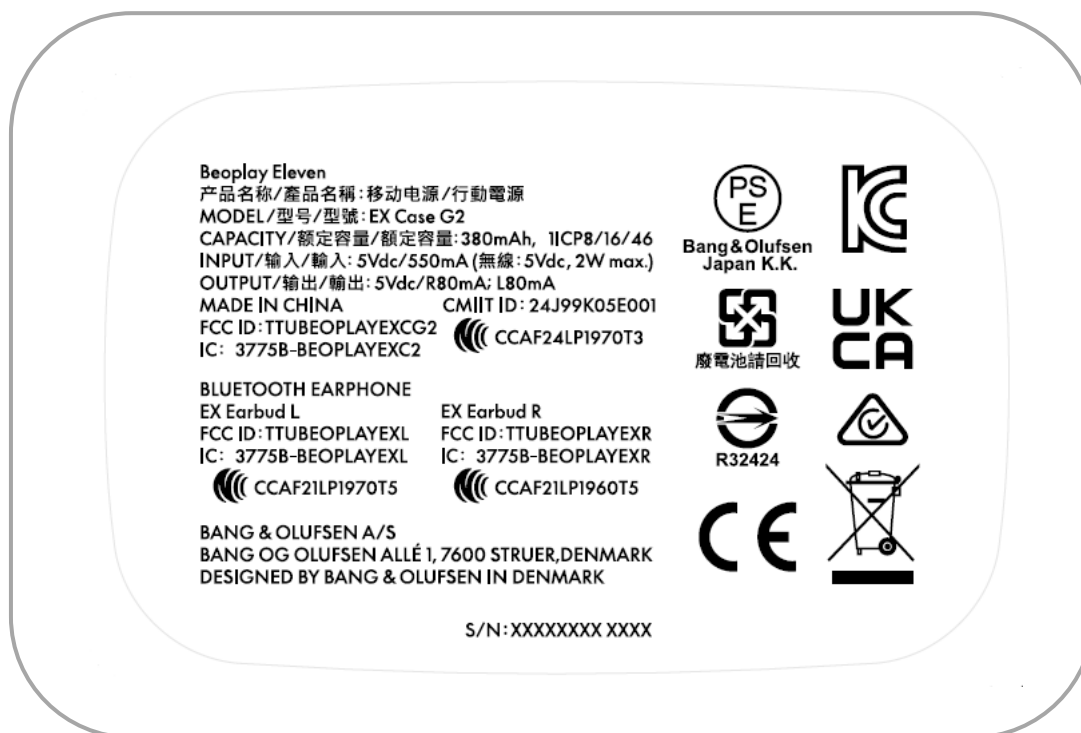 Beoplay Eleven
产品名称/產品名稱:移动电源/行動電源
MODEL/型号/型號:EX Case G2
CAPACITY/额定容量/額定容量:380mAh, 1ICP8/16/46
INPUT/输入/輸入:5Vdc/550mA (無線:5Vdc, 2W max.)
OUTPUT/输出/輸出:5Vdc/R80mA; L80mA
MADE IN CHINA CMIIT ID:24J99K05E001
FCC ID:TTUBEOPLAYEXCG2
CCAF24LP1970T3
IC: 3775B-BEOPLAYEXC2
BLUETOOTH EARPHONE
EX Earbud L
FCC ID:TTUBEOPLAYEXL
IC: 3775B-BEOPLAYEXL
CCAF21LP1970T5
EX Earbud R
FCC ID:TTUBEOPLAYEXR
IC: 3775B-BEOPLAYEXR
CCAF21LP1960T5
BANG & OLUFSEN A/S
BANG OG OLUFSEN ALLÉ 1, 7600 STRUER,DENMARK
DESIGNED BY BANG & OLUFSEN IN DENMARK
S/N:XXXXXXXX XXXX
PS
E
Bang&Olufsen
Japan K.K.
KC
廢電池請回收
UK
CA
R32424
CE